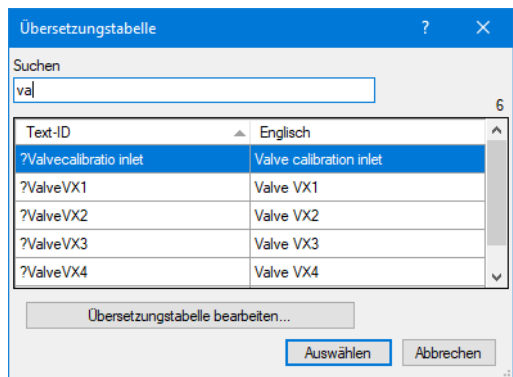 Übersetzungstabelle ? ×
Suchen
va
6
Text-ID Englisch
?Valvecalibratio inlet Valve calibration inlet
?ValveVX1 Valve VX1
?ValveVX2 Valve VX2
?ValveVX3 Valve VX3
?ValveVX4 Valve VX4
Übersetzungstabelle bearbeiten...
Auswählen Abbrechen